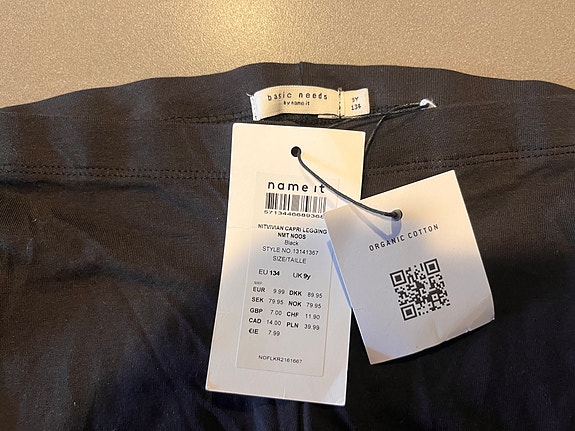 basic needs
by name it
9Y
name it
NITVIVIAN CAPRI LEGGING
NMT NOOS
Black
STYLE NO.13141367
SIZE/TAILLE
EU 134 UK 9y
RRP
EUR 9.99 DKK 89.95
SEK 79.95 NOK 79.95
GBP 7.00 CHF 11.90
CAD 14.00 PLN 39.99
€IE 7.99
ORGANIC COTTON